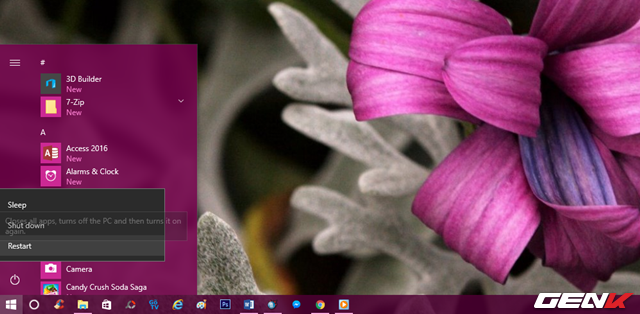 #
3D Builder
New
7-Zip
New
A
Access 2016
New
Alarms & Clock
New
Sleep
Closes all apps, turns off the PC and then turns it on
again.
Shut down
Restart
Camera
Candy Crush Soda Saga
Ps
GENK